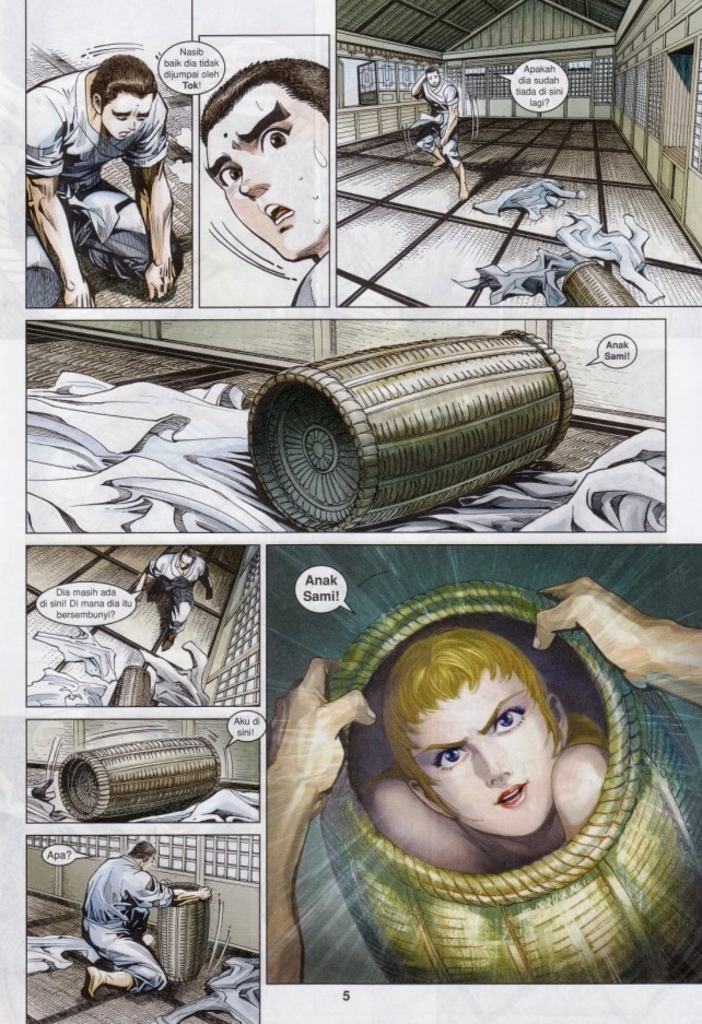 Nasib
baik dia tidak
dijumpai oleh
Tok!
Apakah
dia sudah
tiada di sini
lagi?
Anak
Sami!
Dia masih ada
di sini! Di mana dia itu
bersembunyi?
Anak
Sami!
Aku di
sini!
Apa?
5